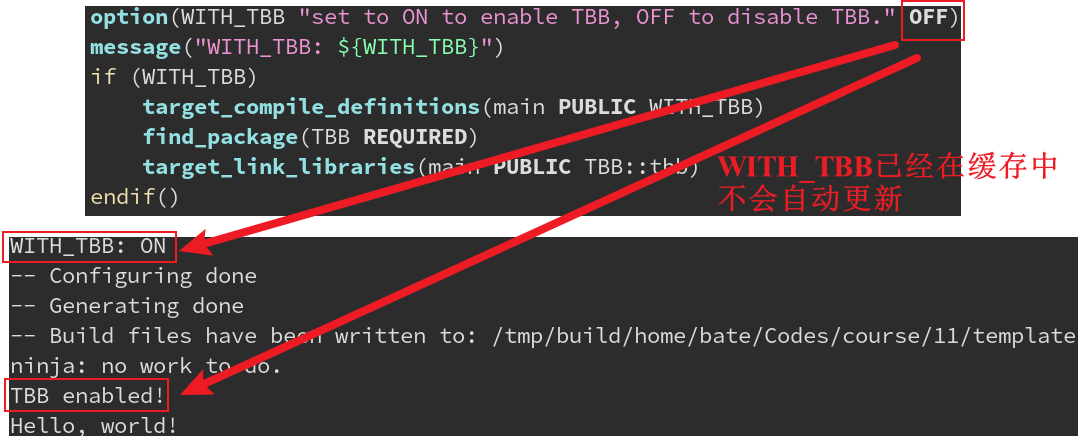 option(WITH_TBB "set to ON to enable TBB, OFF to disable TBB." OFF)
message("WITH_TBB: ${WITH_TBB}")
if (WITH_TBB)
    target_compile_definitions(main PUBLIC WITH_TBB)
    find_package(TBB REQUIRED)
    target_link_libraries(main PUBLIC TBB::tbb)
endif()
WITH_TBB已经在缓存中
不会自动更新
WITH_TBB: ON
-- Configuring done
-- Generating done
-- Build files have been written to: /tmp/build/home/bate/Codes/course/11/template
ninja: no work to do.
TBB enabled!
Hello, world!